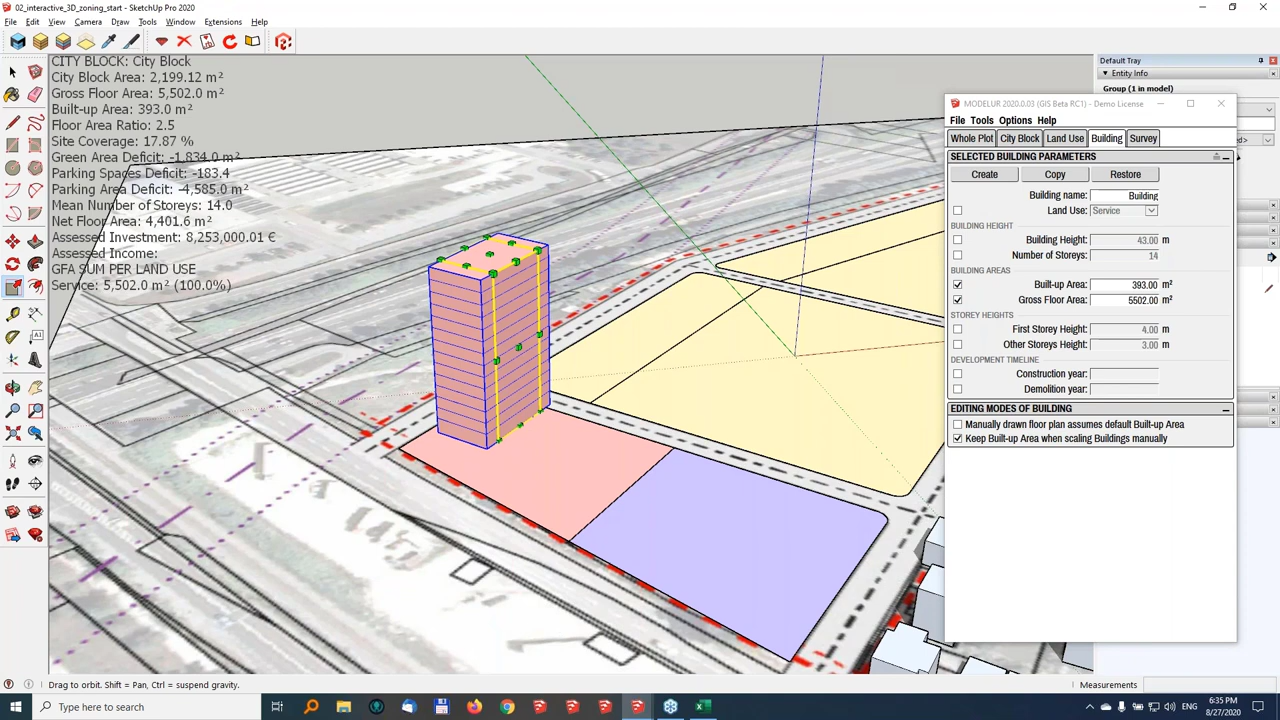 02_interactive_3D_zoning_start - SketchUp Pro 2020
File Edit View Camera Draw Tools Window Extensions Help
CITY BLOCK: City Block
City Block Area: 2,199.12 m²
Gross Floor Area: 5,502.0 m²
Built-up Area: 393.0 m²
Floor Area Ratio: 2.5
Site Coverage: 17.87 %
Green Area Deficit: -1,834.0 m²
Parking Spaces Deficit: -183.4
Parking Area Deficit: -4,585.0 m²
Mean Number of Storeys: 14.0
Net Floor Area: 4,401.6 m²
Assessed Investment: 8,253,000.01 €
Assessed Income:
GFA SUM PER LAND USE
Service: 5,502.0 m² (100.0%)
Default Tray
Entity Info
Group (1 in model)
MODELUR 2020.0.03 (GIS Beta RC1) - Demo License
File Tools Options Help
Whole Plot City Block Land Use Building Survey
SELECTED BUILDING PARAMETERS
Create Copy Restore
Building name: Building
Land Use: Service
BUILDING HEIGHT
Building Height: 43.00 m
Number of Storeys: 14
BUILDING AREAS
Built-up Area: 393.00 m²
Gross Floor Area: 5502.00 m²
STOREY HEIGHTS
First Storey Height: 4.00 m
Other Storeys Height: 3.00 m
DEVELOPMENT TIMELINE
Construction year:
Demolition year:
EDITING MODES OF BUILDING
Manually drawn floor plan assumes default Built-up Area
Keep Built-up Area when scaling Buildings manually
Drag to orbit. Shift = Pan, Ctrl = suspend gravity.
Measurements
Type here to search
ENG
6:35 PM
8/27/2020